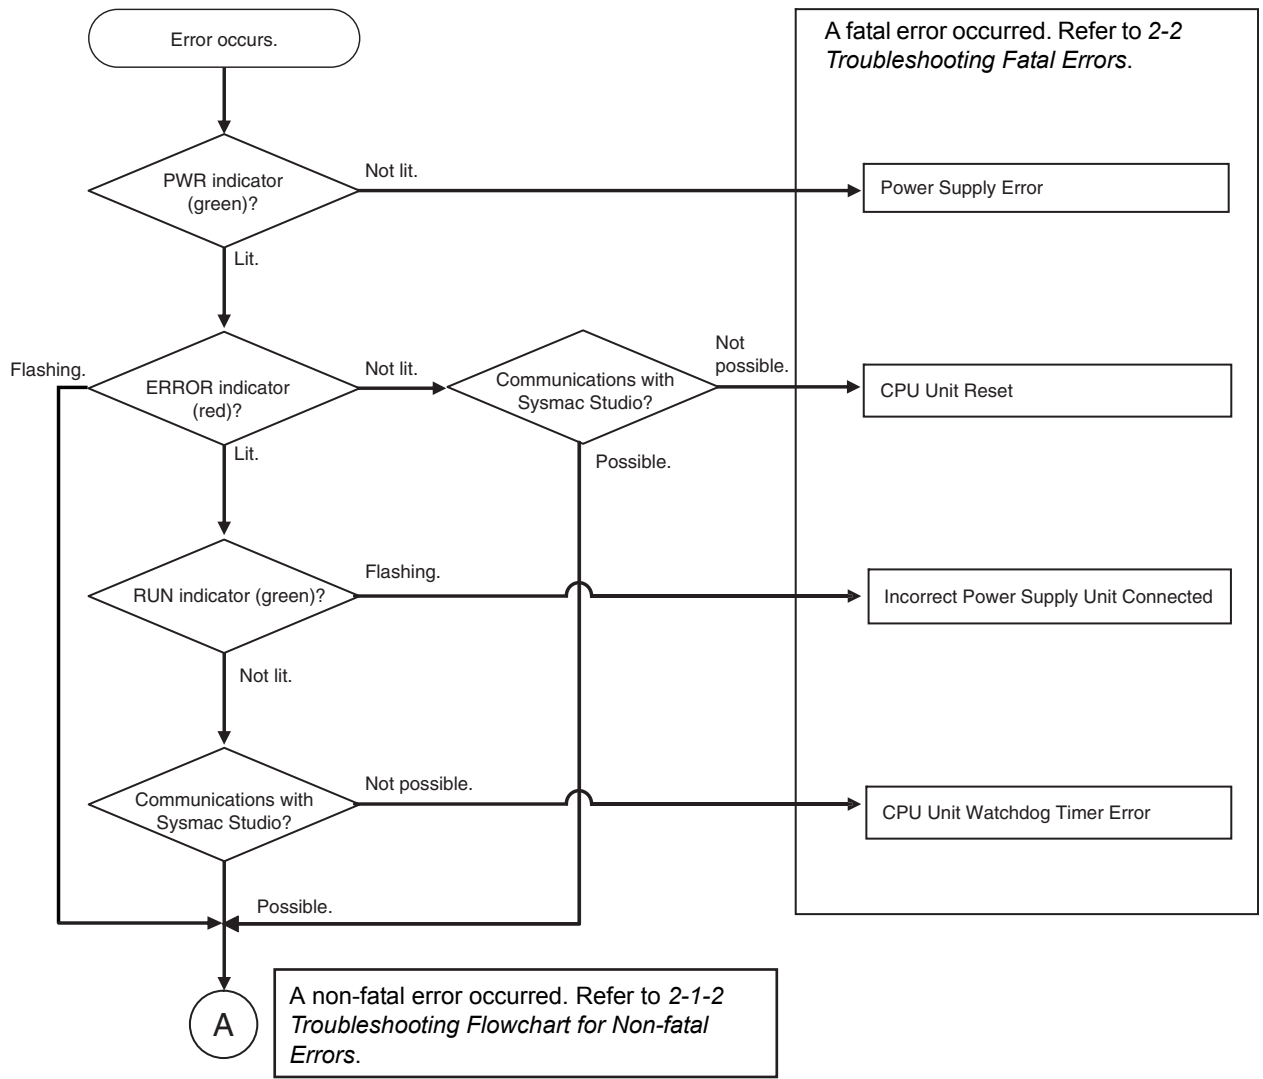 Error occurs.
A fatal error occurred. Refer to 2-2
Troubleshooting Fatal Errors.
PWR indicator
(green)?
Not lit.
Power Supply Error
Lit.
Flashing.
ERROR indicator
(red)?
Not lit.
Communications with
Sysmac Studio?
Not
possible.
CPU Unit Reset
Lit.
Possible.
RUN indicator (green)?
Flashing.
Incorrect Power Supply Unit Connected
Not lit.
Communications with
Sysmac Studio?
Not possible.
CPU Unit Watchdog Timer Error
Possible.
A
A non-fatal error occurred. Refer to 2-1-2
Troubleshooting Flowchart for Non-fatal
Errors.